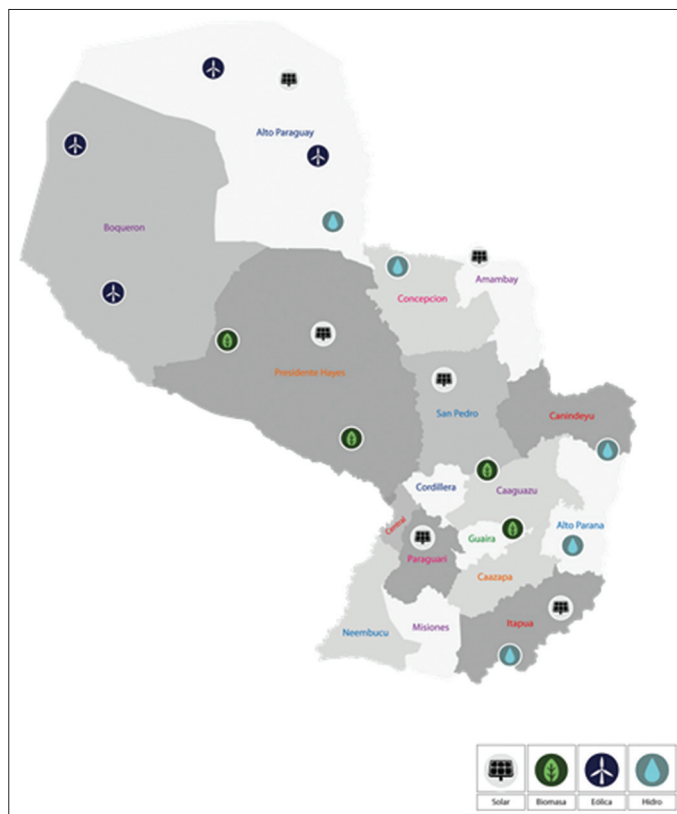 Alto Paraguay
Boqueron
Concepcion
Amambay
Presidente Hayes
San Pedro
Canindeyu
Cordillera
Caaguazu
Central
Alto Parana
Guaira
Paraguari
Caazapa
Itapua
Misiones
Neembucu
Solar
Biomasa
Eólica
Hidro